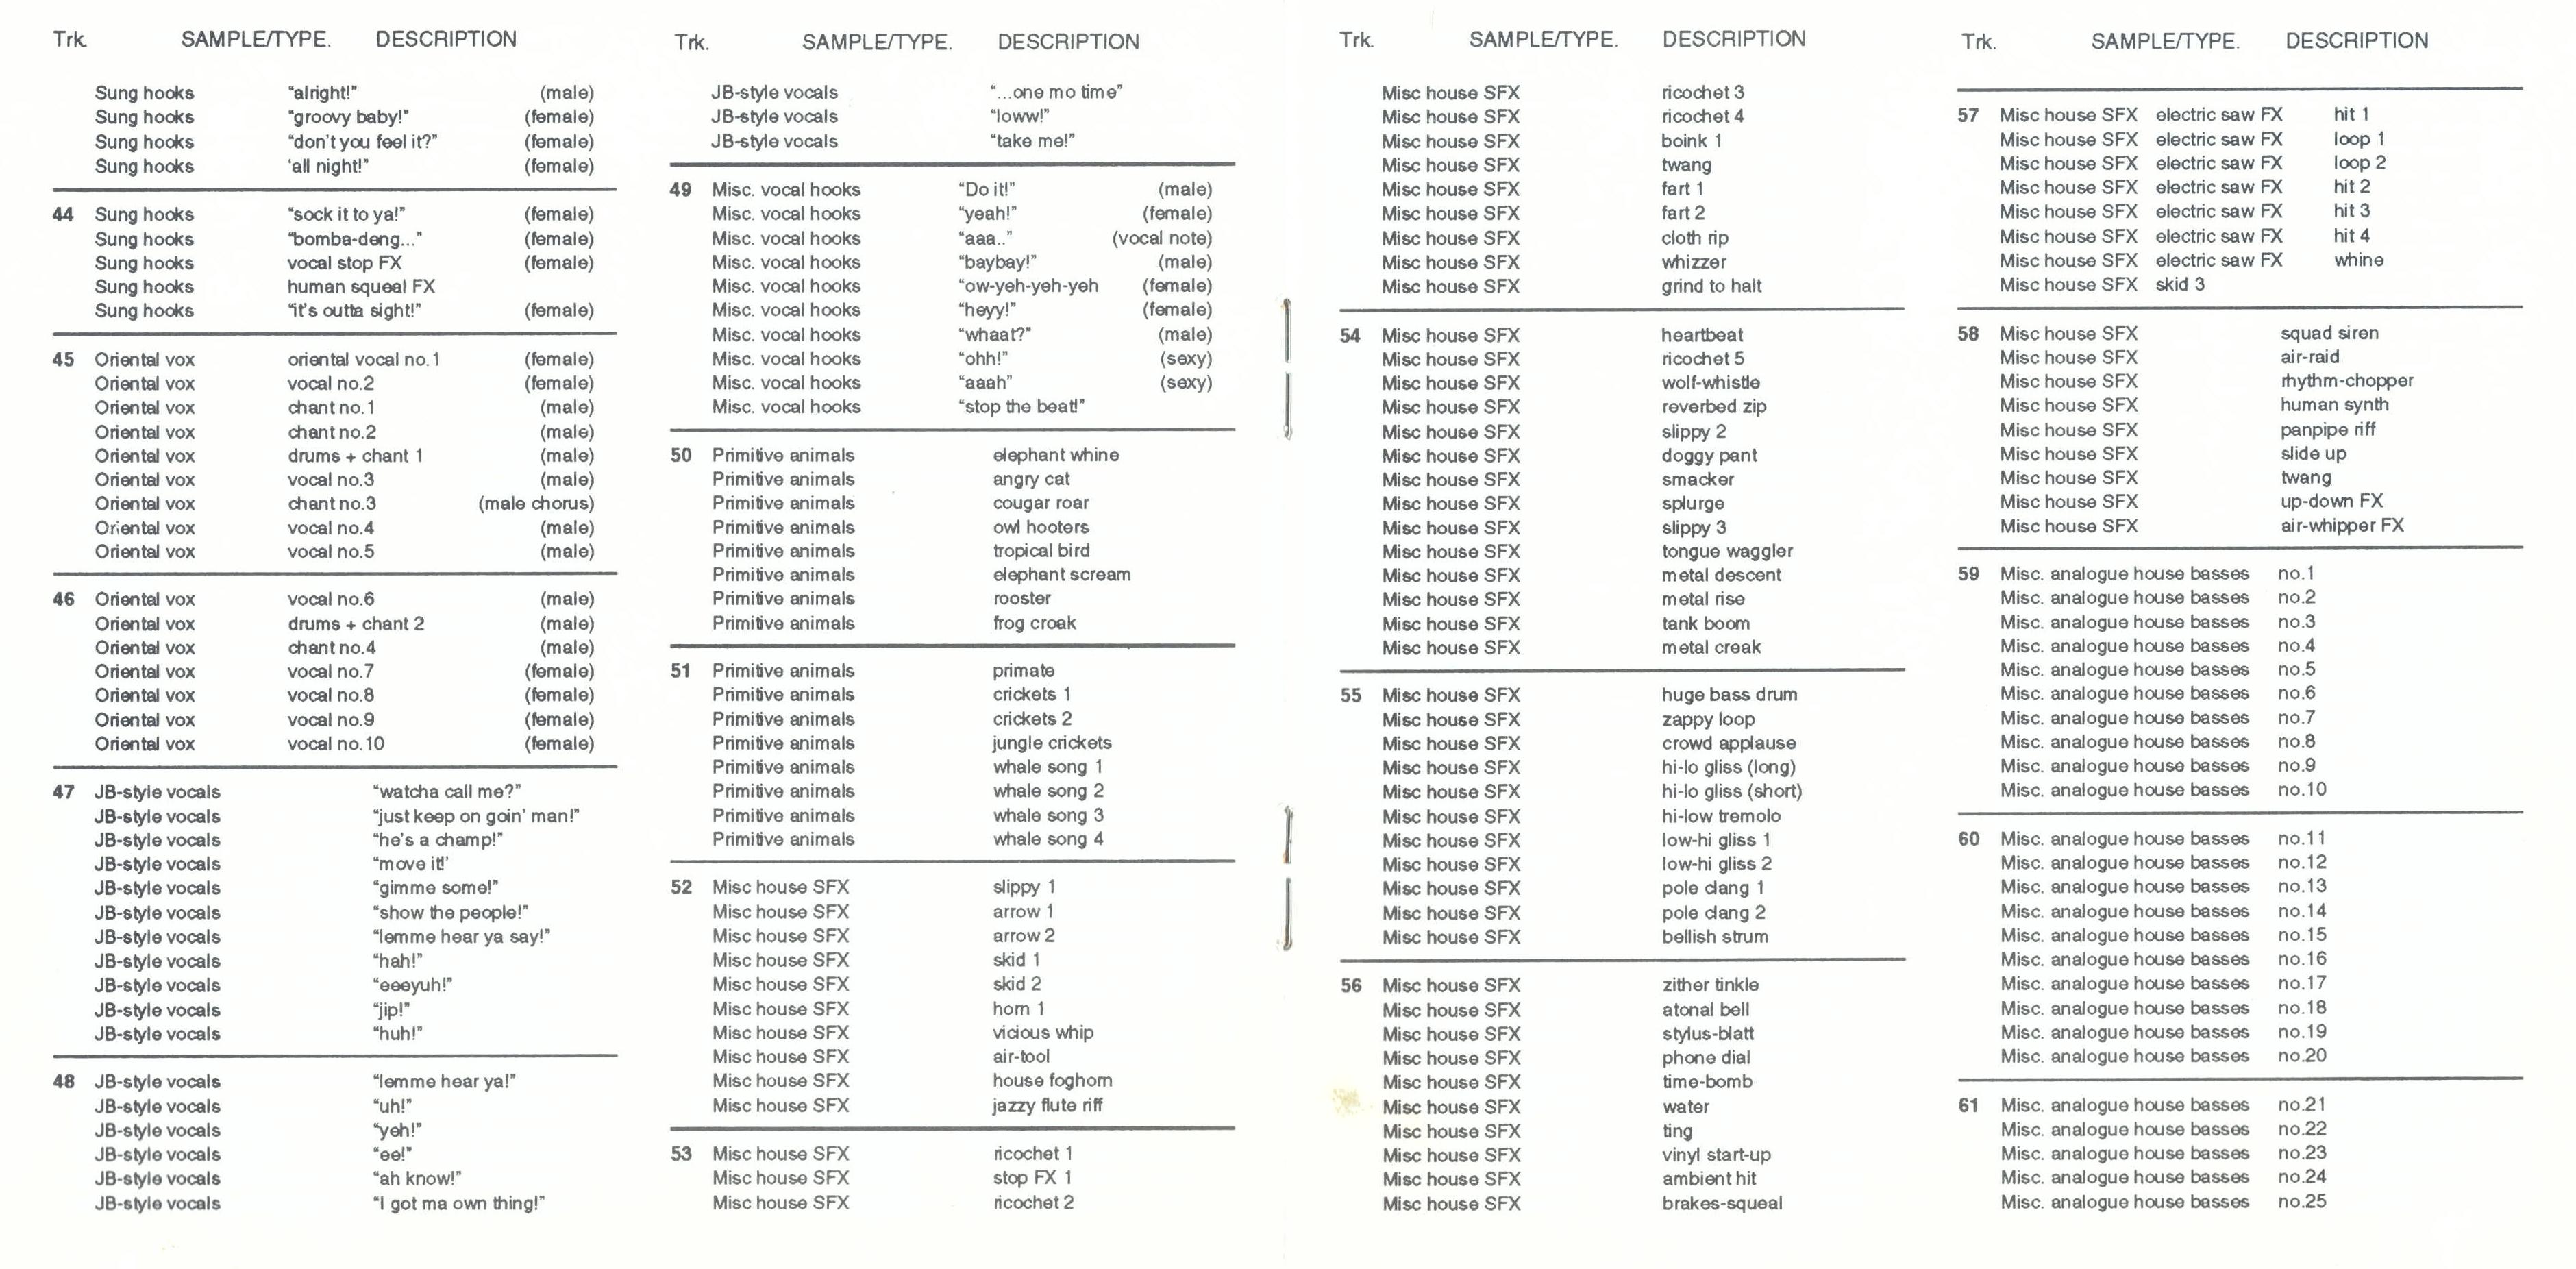 Trk. SAMPLE/TYPE. DESCRIPTION
Sung hooks "alright!" (male)
Sung hooks "groovy baby!" (female)
Sung hooks "don't you feel it?" (female)
Sung hooks 'all night!" (female)
44 Sung hooks "sock it to ya!" (female)
Sung hooks "bomba-deng..." (female)
Sung hooks vocal stop FX (female)
Sung hooks human squeal FX
Sung hooks "it's outta sight!" (female)
45 Oriental vox oriental vocal no.1 (female)
Oriental vox vocal no.2 (female)
Oriental vox chant no.1 (male)
Oriental vox chant no.2 (male)
Oriental vox drums + chant 1 (male)
Oriental vox vocal no.3 (male)
Oriental vox chant no.3 (male chorus)
Oriental vox vocal no.4 (male)
Oriental vox vocal no.5 (male)
46 Oriental vox vocal no.6 (male)
Oriental vox drums + chant 2 (male)
Oriental vox chant no.4 (male)
Oriental vox vocal no.7 (female)
Oriental vox vocal no.8 (female)
Oriental vox vocal no.9 (female)
Oriental vox vocal no.10 (female)
47 JB-style vocals "watcha call me?"
JB-style vocals "just keep on goin' man!"
JB-style vocals "he's a champ!"
JB-style vocals "move it!'
JB-style vocals "gimme some!"
JB-style vocals "show the people!"
JB-style vocals "lemme hear ya say!"
JB-style vocals "hah!"
JB-style vocals "eeeyuh!"
JB-style vocals "jip!"
JB-style vocals "huh!"
48 JB-style vocals "lemme hear ya!"
JB-style vocals "uh!"
JB-style vocals "yeh!"
JB-style vocals "ee!"
JB-style vocals "ah know!"
JB-style vocals "I got ma own thing!"
Trk. SAMPLE/TYPE. DESCRIPTION
JB-style vocals "...one mo time"
JB-style vocals "loww!"
JB-style vocals "take me!"
49 Misc. vocal hooks "Do it!" (male)
Misc. vocal hooks "yeah!" (female)
Misc. vocal hooks "aaa.." (vocal note)
Misc. vocal hooks "baybay!" (male)
Misc. vocal hooks "ow-yeh-yeh-yeh (female)
Misc. vocal hooks "heyy!" (female)
Misc. vocal hooks "whaat?" (male)
Misc. vocal hooks "ohh!" (sexy)
Misc. vocal hooks "aaah" (sexy)
Misc. vocal hooks "stop the beat!"
50 Primitive animals elephant whine
Primitive animals angry cat
Primitive animals cougar roar
Primitive animals owl hooters
Primitive animals tropical bird
Primitive animals elephant scream
Primitive animals rooster
Primitive animals frog croak
51 Primitive animals primate
Primitive animals crickets 1
Primitive animals crickets 2
Primitive animals jungle crickets
Primitive animals whale song 1
Primitive animals whale song 2
Primitive animals whale song 3
Primitive animals whale song 4
52 Misc house SFX slippy 1
Misc house SFX arrow 1
Misc house SFX arrow 2
Misc house SFX skid 1
Misc house SFX skid 2
Misc house SFX horn 1
Misc house SFX vicious whip
Misc house SFX air-tool
Misc house SFX house foghorn
Misc house SFX jazzy flute riff
53 Misc house SFX ricochet 1
Misc house SFX stop FX 1
Misc house SFX ricochet 2
Trk. SAMPLE/TYPE. DESCRIPTION
Misc house SFX ricochet 3
Misc house SFX ricochet 4
Misc house SFX boink 1
Misc house SFX twang
Misc house SFX fart 1
Misc house SFX fart 2
Misc house SFX cloth rip
Misc house SFX whizzer
Misc house SFX grind to halt
54 Misc house SFX heartbeat
Misc house SFX ricochet 5
Misc house SFX wolf-whistle
Misc house SFX reverbed zip
Misc house SFX slippy 2
Misc house SFX doggy pant
Misc house SFX smacker
Misc house SFX splurge
Misc house SFX slippy 3
Misc house SFX tongue waggler
Misc house SFX metal descent
Misc house SFX metal rise
Misc house SFX tank boom
Misc house SFX metal creak
55 Misc house SFX huge bass drum
Misc house SFX zappy loop
Misc house SFX crowd applause
Misc house SFX hi-lo gliss (long)
Misc house SFX hi-lo gliss (short)
Misc house SFX hi-low tremolo
Misc house SFX low-hi gliss 1
Misc house SFX low-hi gliss 2
Misc house SFX pole clang 1
Misc house SFX pole clang 2
Misc house SFX bellish strum
56 Misc house SFX zither tinkle
Misc house SFX atonal bell
Misc house SFX stylus-blatt
Misc house SFX phone dial
Misc house SFX time-bomb
Misc house SFX water
Misc house SFX ting
Misc house SFX vinyl start-up
Misc house SFX ambient hit
Misc house SFX brakes-squeal
Trk. SAMPLE/TYPE. DESCRIPTION
57 Misc house SFX electric saw FX hit 1
Misc house SFX electric saw FX loop 1
Misc house SFX electric saw FX loop 2
Misc house SFX electric saw FX hit 2
Misc house SFX electric saw FX hit 3
Misc house SFX electric saw FX hit 4
Misc house SFX electric saw FX whine
Misc house SFX skid 3
58 Misc house SFX squad siren
Misc house SFX air-raid
Misc house SFX rhythm-chopper
Misc house SFX human synth
Misc house SFX panpipe riff
Misc house SFX slide up
Misc house SFX twang
Misc house SFX up-down FX
Misc house SFX air-whipper FX
59 Misc. analogue house basses no.1
Misc. analogue house basses no.2
Misc. analogue house basses no.3
Misc. analogue house basses no.4
Misc. analogue house basses no.5
Misc. analogue house basses no.6
Misc. analogue house basses no.7
Misc. analogue house basses no.8
Misc. analogue house basses no.9
Misc. analogue house basses no.10
60 Misc. analogue house basses no.11
Misc. analogue house basses no.12
Misc. analogue house basses no.13
Misc. analogue house basses no.14
Misc. analogue house basses no.15
Misc. analogue house basses no.16
Misc. analogue house basses no.17
Misc. analogue house basses no.18
Misc. analogue house basses no.19
Misc. analogue house basses no.20
61 Misc. analogue house basses no.21
Misc. analogue house basses no.22
Misc. analogue house basses no.23
Misc. analogue house basses no.24
Misc. analogue house basses no.25